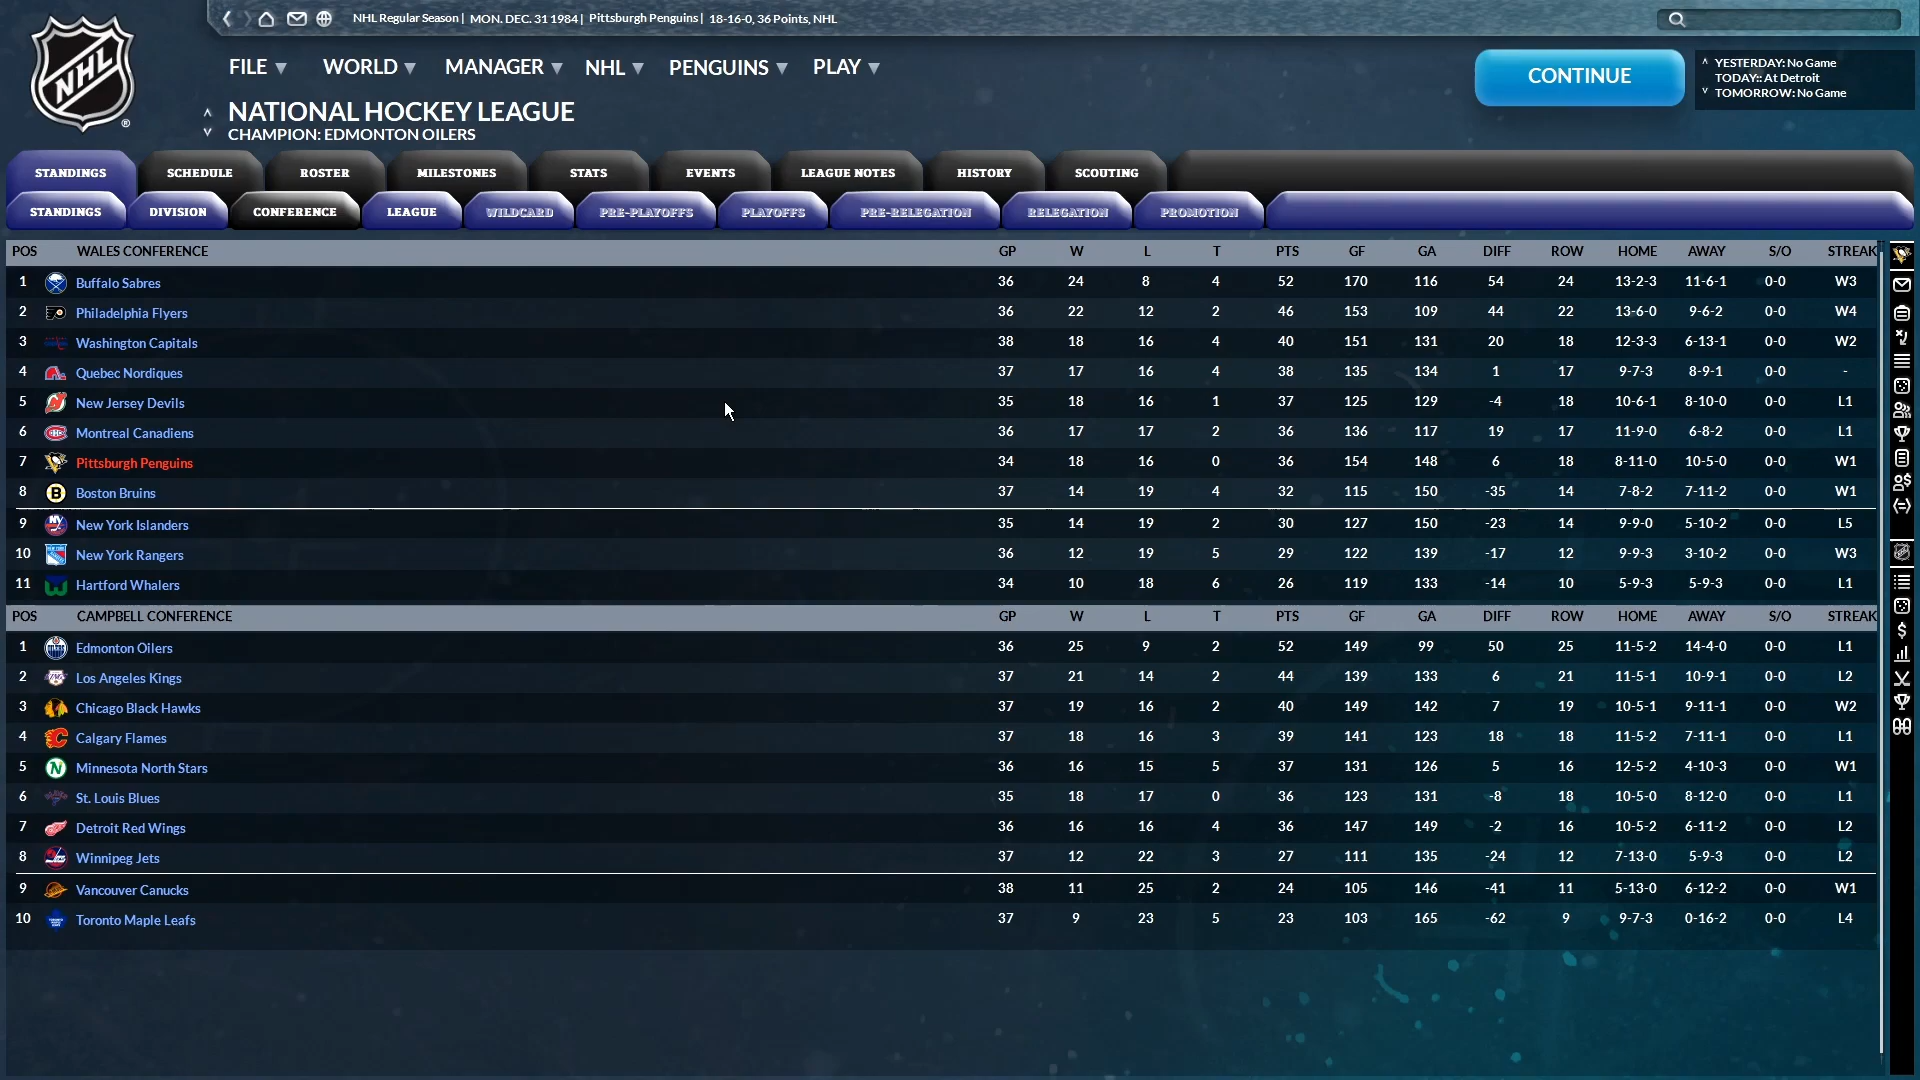 NHL Regular Season | MON. DEC. 31 1984 | Pittsburgh Penguins | 18-16-0, 36 Points, NHL
FILE WORLD MANAGER NHL PENGUINS PLAY
CONTINUE
YESTERDAY: No Game
TODAY:: At Detroit
TOMORROW: No Game
NHL
NATIONAL HOCKEY LEAGUE
CHAMPION: EDMONTON OILERS
STANDINGS SCHEDULE ROSTER MILESTONES STATS EVENTS LEAGUE NOTES HISTORY SCOUTING
STANDINGS DIVISION CONFERENCE LEAGUE WILDCARD PRE-PLAYOFFS PLAYOFFS PRE-RELEGATION RELEGATION PROMOTION
POS WALES CONFERENCE GP W L T PTS GF GA DIFF ROW HOME AWAY S/O STREAK
1 Buffalo Sabres 36 24 8 4 52 170 116 54 24 13-2-3 11-6-1 0-0 W3
2 Philadelphia Flyers 36 22 12 2 46 153 109 44 22 13-6-0 9-6-2 0-0 W4
3 Washington Capitals 38 18 16 4 40 151 131 20 18 12-3-3 6-13-1 0-0 W2
4 Quebec Nordiques 37 17 16 4 38 135 134 1 17 9-7-3 8-9-1 0-0 -
5 New Jersey Devils 35 18 16 1 37 125 129 -4 18 10-6-1 8-10-0 0-0 L1
6 Montreal Canadiens 36 17 17 2 36 136 117 19 17 11-9-0 6-8-2 0-0 L1
7 Pittsburgh Penguins 34 18 16 0 36 154 148 6 18 8-11-0 10-5-0 0-0 W1
8 Boston Bruins 37 14 19 4 32 115 150 -35 14 7-8-2 7-11-2 0-0 W1
9 New York Islanders 35 14 19 2 30 127 150 -23 14 9-9-0 5-10-2 0-0 L5
10 New York Rangers 36 12 19 5 29 122 139 -17 12 9-9-3 3-10-2 0-0 W3
11 Hartford Whalers 34 10 18 6 26 119 133 -14 10 5-9-3 5-9-3 0-0 L1
POS CAMPBELL CONFERENCE GP W L T PTS GF GA DIFF ROW HOME AWAY S/O STREAK
1 Edmonton Oilers 36 25 9 2 52 149 99 50 25 11-5-2 14-4-0 0-0 L1
2 Los Angeles Kings 37 21 14 2 44 139 133 6 21 11-5-1 10-9-1 0-0 L2
3 Chicago Black Hawks 37 19 16 2 40 149 142 7 19 10-5-1 9-11-1 0-0 W2
4 Calgary Flames 37 18 16 3 39 141 123 18 18 11-5-2 7-11-1 0-0 L1
5 Minnesota North Stars 36 16 15 5 37 131 126 5 16 12-5-2 4-10-3 0-0 W1
6 St. Louis Blues 35 18 17 0 36 123 131 -8 18 10-5-0 8-12-0 0-0 L1
7 Detroit Red Wings 36 16 16 4 36 147 149 -2 16 10-5-2 6-11-2 0-0 L2
8 Winnipeg Jets 37 12 22 3 27 111 135 -24 12 7-13-0 5-9-3 0-0 L2
9 Vancouver Canucks 38 11 25 2 24 105 146 -41 11 5-13-0 6-12-2 0-0 W1
10 Toronto Maple Leafs 37 9 23 5 23 103 165 -62 9 9-7-3 0-16-2 0-0 L4